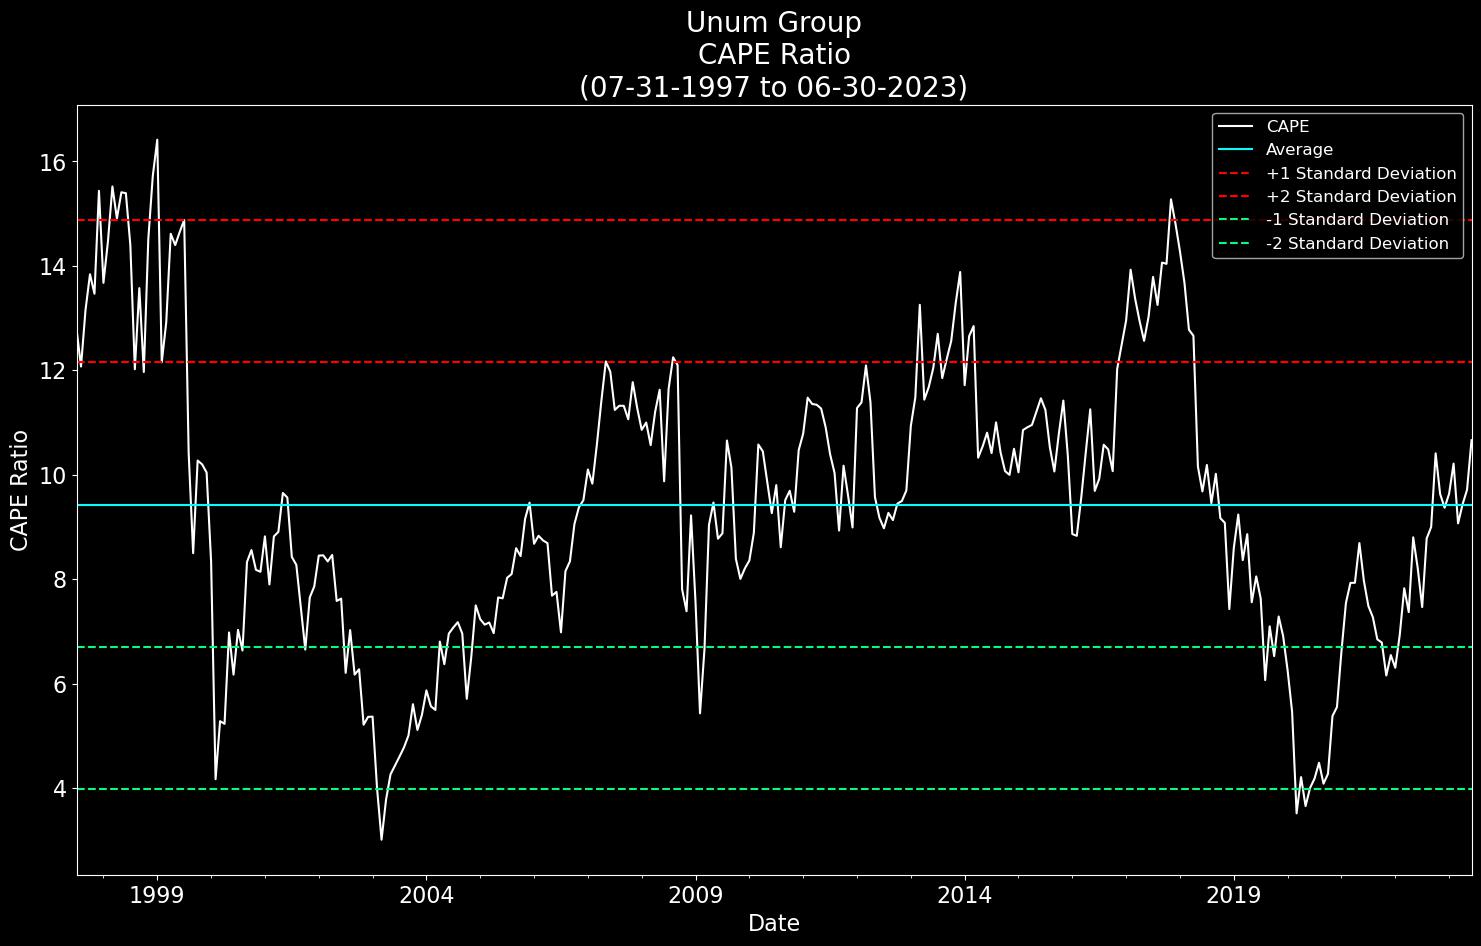 Unum Group
CAPE Ratio
(07-31-1997 to 06-30-2023)
CAPE
Average
+1 Standard Deviation
+2 Standard Deviation
-1 Standard Deviation
-2 Standard Deviation
CAPE Ratio
16
14
12
10
8
6
4
1999
2004
2009
2014
2019
Date